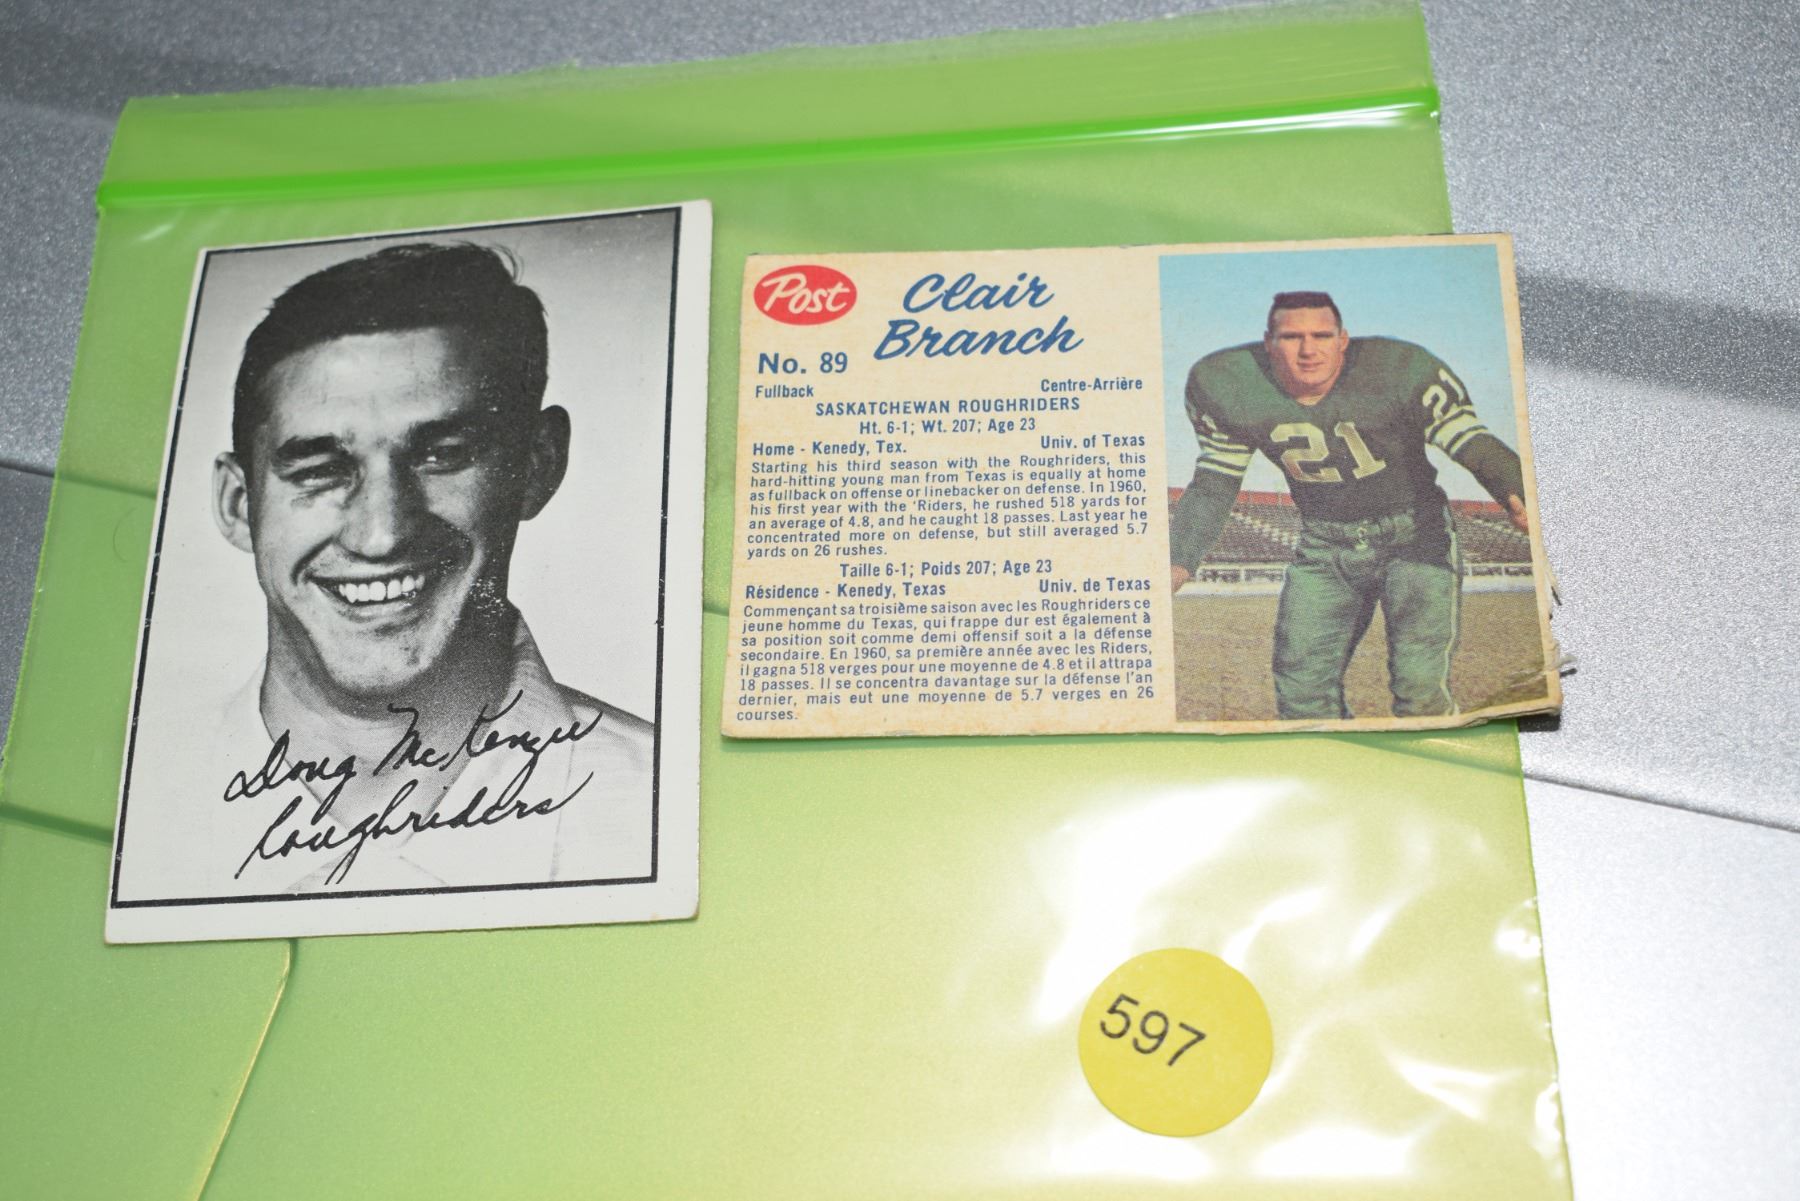 Doug McKenzie
Roughriders
Post
Clair
Branch
No. 89
Fullback Centre-Arrière
SASKATCHEWAN ROUGHRIDERS
Ht. 6-1; Wt. 207; Age 23
Home - Kenedy, Tex. Univ. of Texas
Starting his third season with the Roughriders, this
hard-hitting young man from Texas is equally at home
as fullback on offense or linebacker on defense. In 1960,
his first year with the 'Riders, he rushed 518 yards for
an average of 4.8, and he caught 18 passes. Last year he
concentrated more on defense, but still averaged 5.7
yards on 26 rushes.
Taille 6-1; Poids 207; Age 23
Résidence - Kenedy, Texas Univ. de Texas
Commençant sa troisième saison avec les Roughriders ce
jeune homme du Texas, qui frappe dur est également à
sa position soit comme demi offensif soit a la défense
secondaire. En 1960, sa première année avec les Riders,
il gagna 518 verges pour une moyenne de 4.8 et il attrapa
18 passes. Il se concentra davantage sur la défense l'an
dernier, mais eut une moyenne de 5.7 verges en 26
courses.
21
21
597